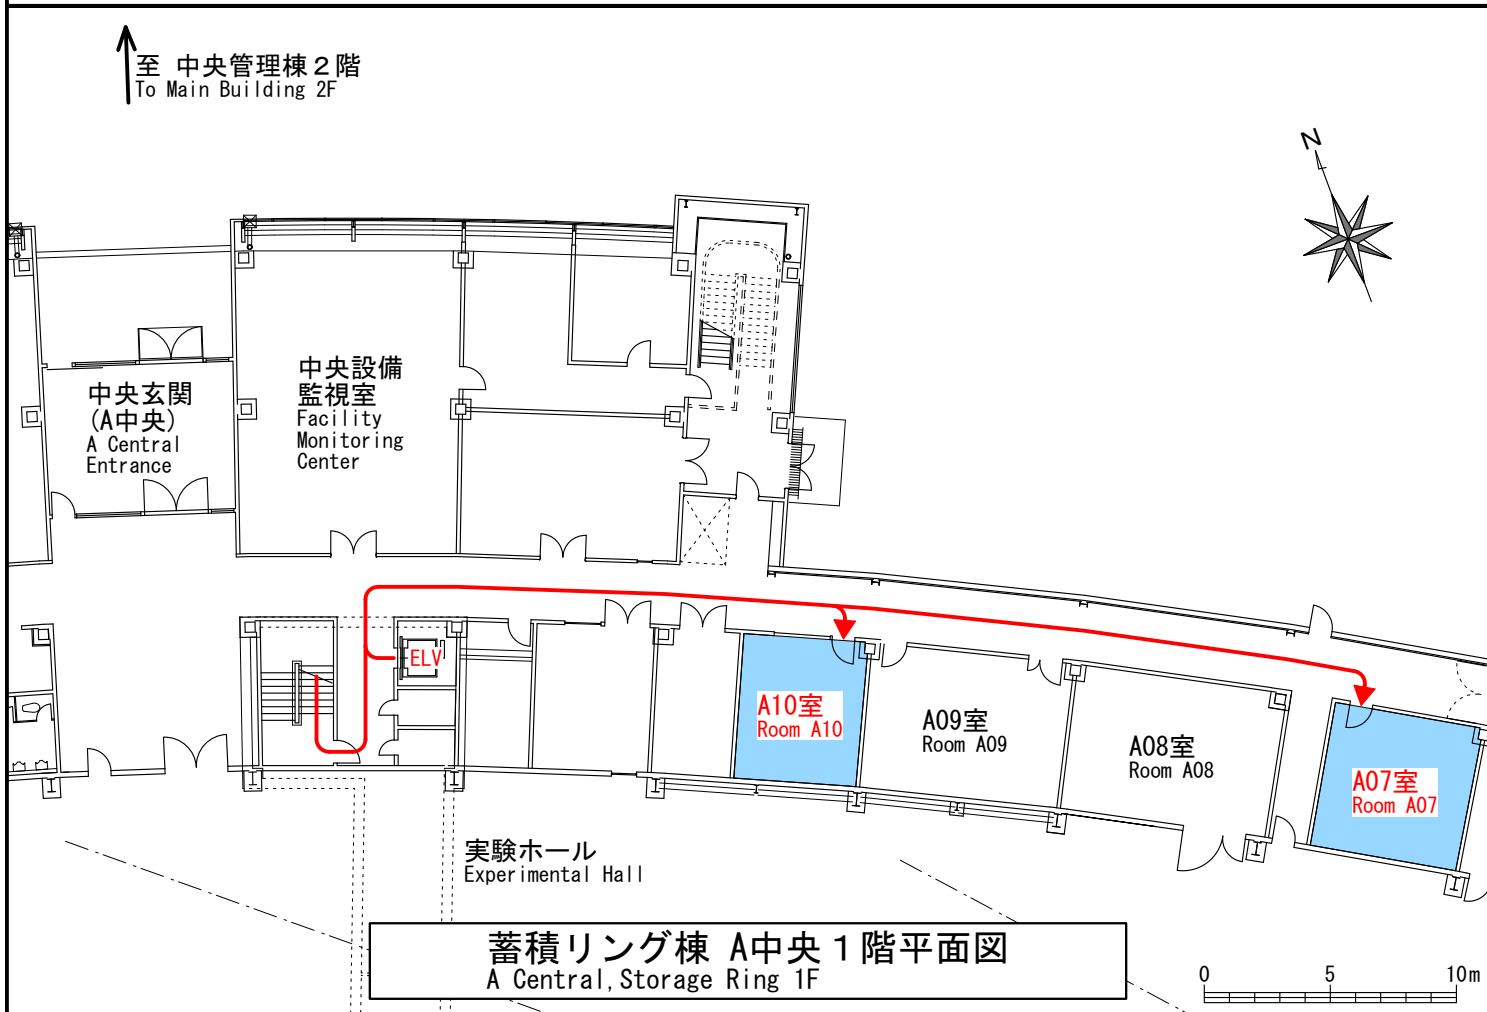 至 中央管理棟２階
To Main Building 2F
N
中央玄関
(A中央)
A Central
Entrance
中央設備
監視室
Facility
Monitoring
Center
ELV
A10室
Room A10
A09室
Room A09
A08室
Room A08
A07室
Room A07
実験ホール
Experimental Hall
蓄積リング棟 A中央１階平面図
A Central,Storage Ring 1F
0 5 10m